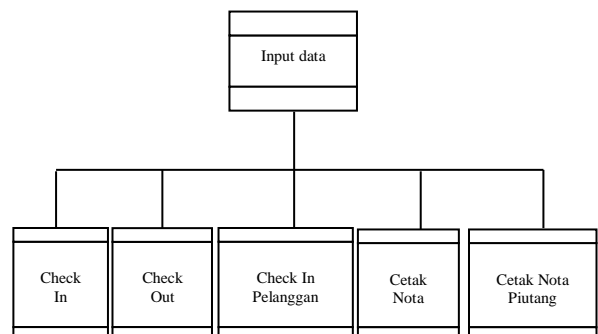 Input data
Check
In
Check
Out
Check In
Pelanggan
Cetak
Nota
Cetak Nota
Piutang